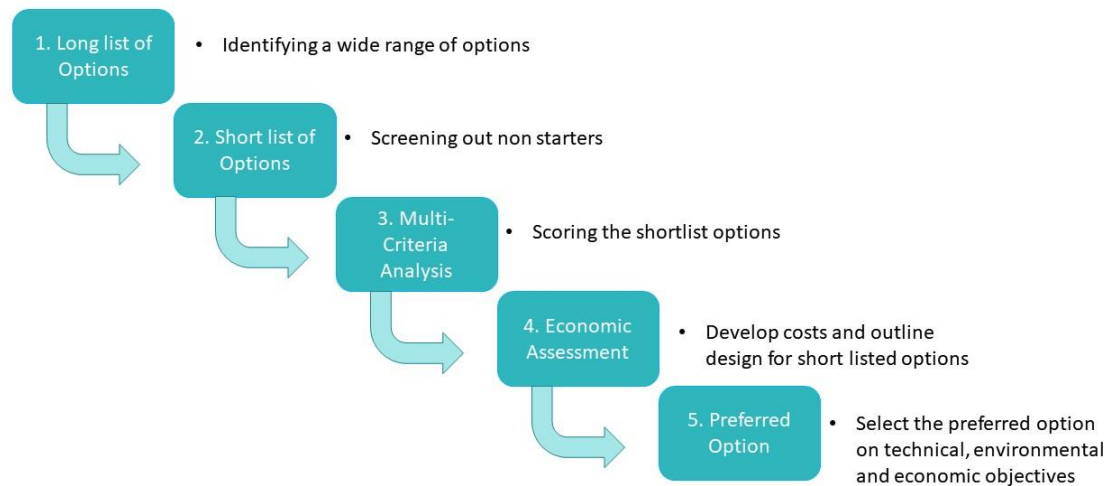 1. Long list of
Options
• Identifying a wide range of options
2. Short list of
Options
• Screening out non starters
3. Multi-
Criteria
Analysis
• Scoring the shortlist options
4. Economic
Assessment
• Develop costs and outline
design for short listed options
5. Preferred
Option
• Select the preferred option
on technical, environmental
and economic objectives